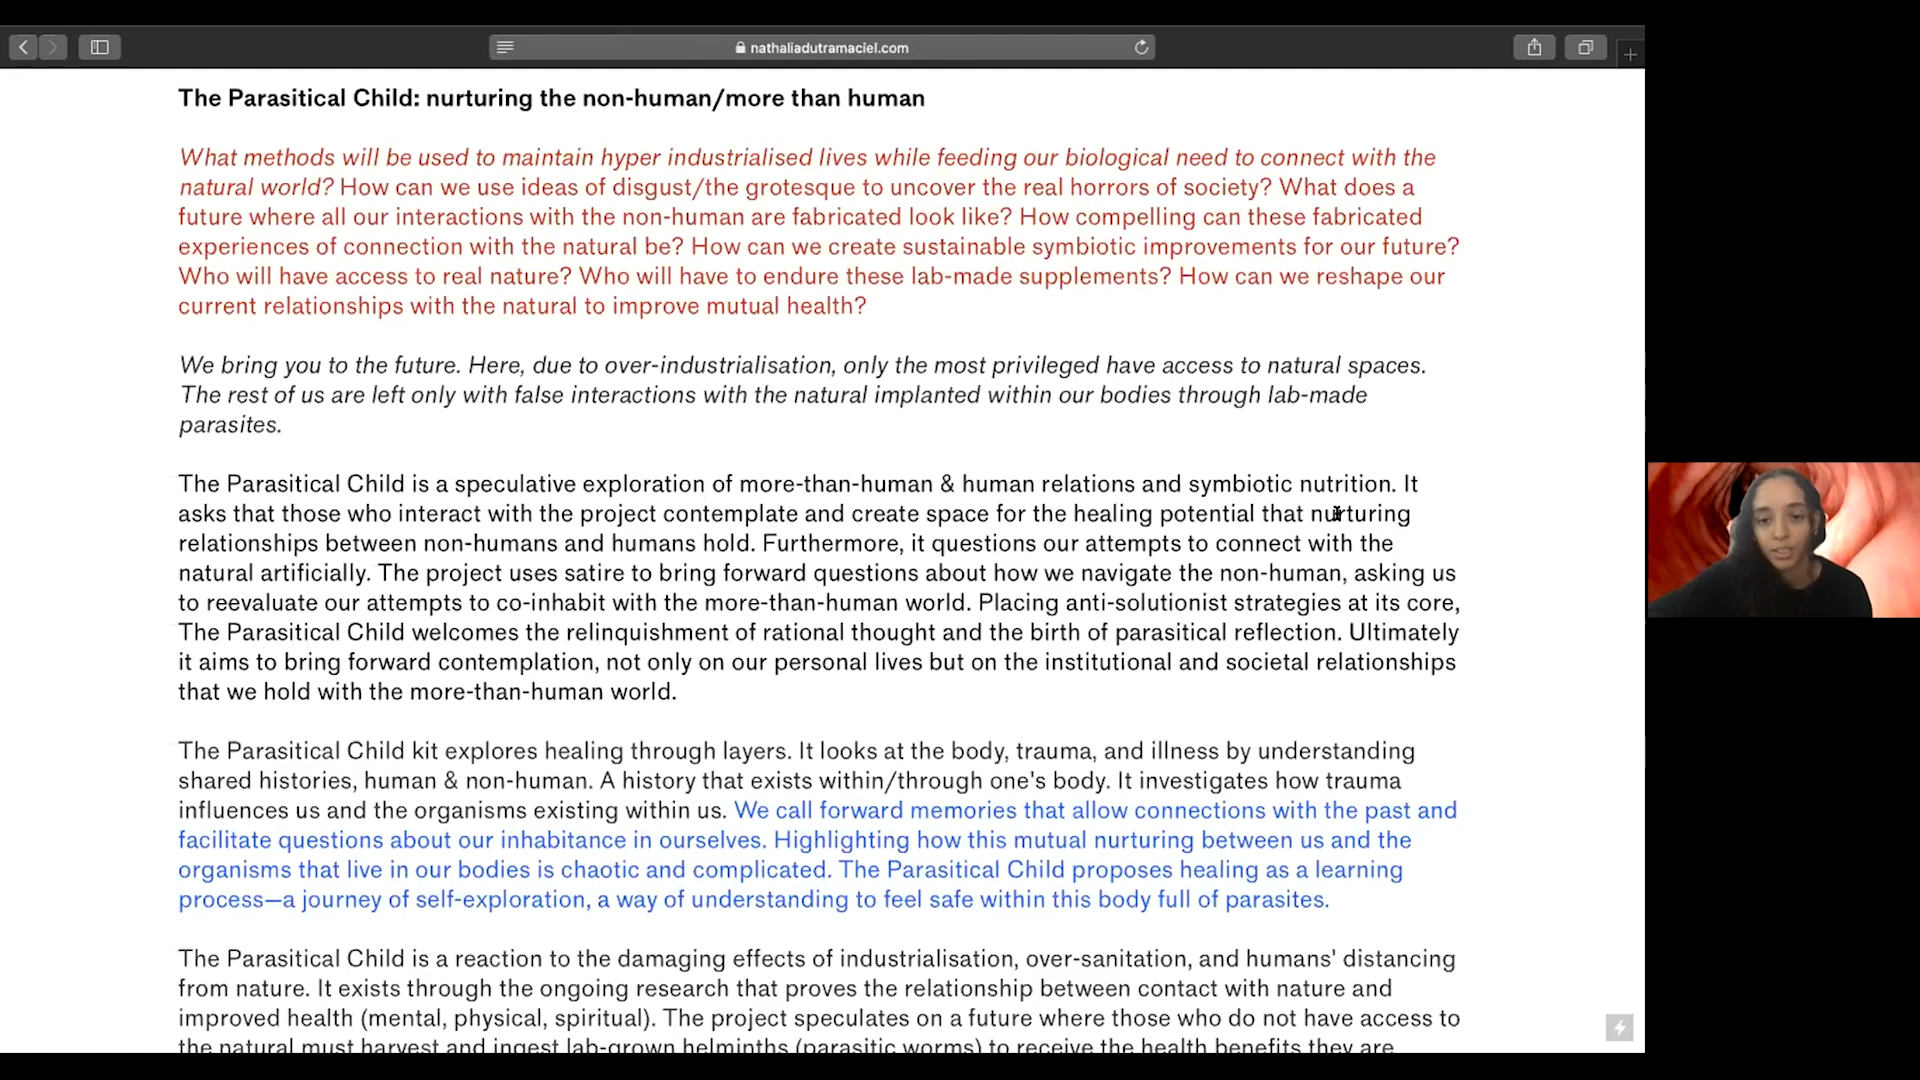 nathaliadutramaciel.com
The Parasitical Child: nurturing the non-human/more than human
What methods will be used to maintain hyper industrialised lives while feeding our biological need to connect with the
natural world? How can we use ideas of disgust/the grotesque to uncover the real horrors of society? What does a
future where all our interactions with the non-human are fabricated look like? How compelling can these fabricated
experiences of connection with the natural be? How can we create sustainable symbiotic improvements for our future?
Who will have access to real nature? Who will have to endure these lab-made supplements? How can we reshape our
current relationships with the natural to improve mutual health?
We bring you to the future. Here, due to over-industrialisation, only the most privileged have access to natural spaces.
The rest of us are left only with false interactions with the natural implanted within our bodies through lab-made
parasites.
The Parasitical Child is a speculative exploration of more-than-human & human relations and symbiotic nutrition. It
asks that those who interact with the project contemplate and create space for the healing potential that nurturing
relationships between non-humans and humans hold. Furthermore, it questions our attempts to connect with the
natural artificially. The project uses satire to bring forward questions about how we navigate the non-human, asking us
to reevaluate our attempts to co-inhabit with the more-than-human world. Placing anti-solutionist strategies at its core,
The Parasitical Child welcomes the relinquishment of rational thought and the birth of parasitical reflection. Ultimately
it aims to bring forward contemplation, not only on our personal lives but on the institutional and societal relationships
that we hold with the more-than-human world.
The Parasitical Child kit explores healing through layers. It looks at the body, trauma, and illness by understanding
shared histories, human & non-human. A history that exists within/through one's body. It investigates how trauma
influences us and the organisms existing within us. We call forward memories that allow connections with the past and
facilitate questions about our inhabitance in ourselves. Highlighting how this mutual nurturing between us and the
organisms that live in our bodies is chaotic and complicated. The Parasitical Child proposes healing as a learning
process—a journey of self-exploration, a way of understanding to feel safe within this body full of parasites.
The Parasitical Child is a reaction to the damaging effects of industrialisation, over-sanitation, and humans' distancing
from nature. It exists through the ongoing research that proves the relationship between contact with nature and
improved health (mental, physical, spiritual). The project speculates on a future where those who do not have access to
the natural must harvest and ingest lab-grown helminths (parasitic worms) to receive the health benefits they are